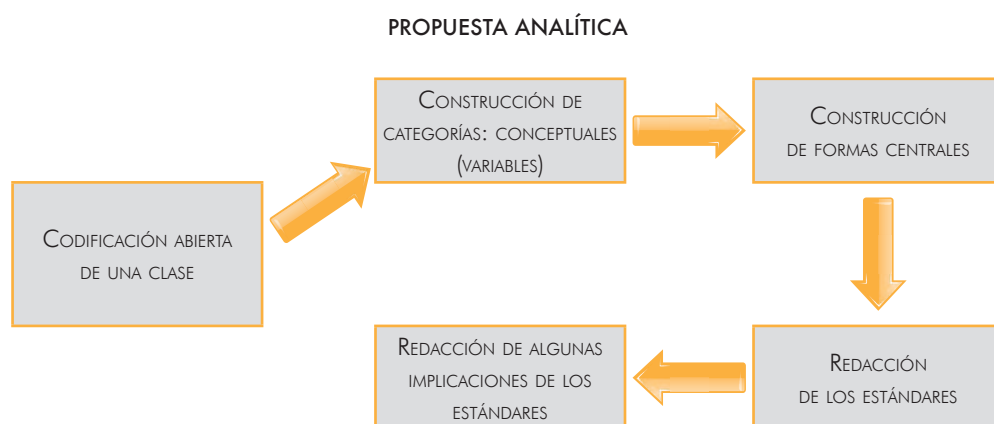 PROPUESTA ANALÍTICA
CODIFICACIÓN ABIERTA
DE UNA CLASE
CONSTRUCCIÓN DE
CATEGORÍAS: CONCEPTUALES
(VARIABLES)
CONSTRUCCIÓN
DE FORMAS CENTRALES
REDACCIÓN
DE LOS ESTÁNDARES
REDACCIÓN DE ALGUNAS
IMPLICACIONES DE LOS
ESTÁNDARES